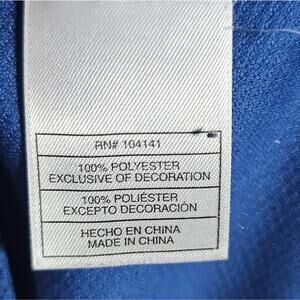 RN# 104141
100% POLYESTER
EXCLUSIVE OF DECORATION
100% POLIÉSTER
EXCEPTO DECORACIÓN
HECHO EN CHINA
MADE IN CHINA